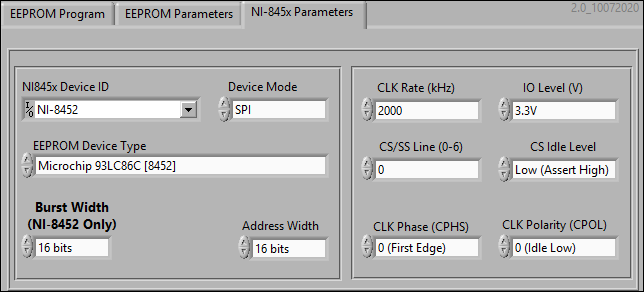 EEPROM Program EEPROM Parameters NI-845x Parameters 2.0_10072020
NI845x Device ID Device Mode
I/O NI-8452 SPI
EEPROM Device Type
Microchip 93LC86C [8452]
Burst Width
(NI-8452 Only) Address Width
16 bits 16 bits
CLK Rate (kHz) IO Level (V)
2000 3.3V
CS/SS Line (0-6) CS Idle Level
0 Low (Assert High)
CLK Phase (CPHS) CLK Polarity (CPOL)
0 (First Edge) 0 (Idle Low)